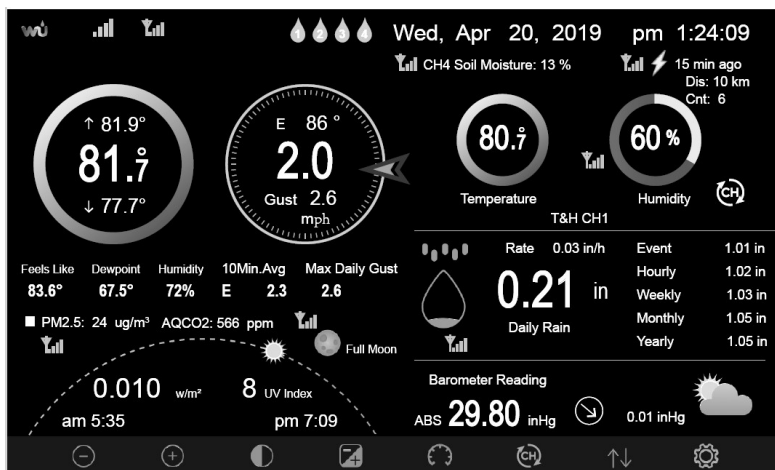 wu
1 2 3 4
Wed, Apr 20, 2019 pm 1:24:09
CH4 Soil Moisture: 13 %
15 min ago
Dis: 10 km
Cnt: 6
↑ 81.9°
81.7°
↓ 77.7°
E 86 °
2.0
Gust 2.6
mph
80.7°
Temperature
60 %
Humidity
CH
T&H CH1
Feels Like Dewpoint Humidity 10Min.Avg Max Daily Gust
83.6° 67.5° 72% E 2.3 2.6
PM2.5: 24 ug/m³ AQCO2: 566 ppm
Full Moon
0.010 w/m² 8 UV Index
am 5:35 pm 7:09
Rate 0.03 in/h
0.21 in
Daily Rain
Event 1.01 in
Hourly 1.02 in
Weekly 1.03 in
Monthly 1.05 in
Yearly 1.05 in
Barometer Reading
ABS 29.80 inHg 0.01 inHg
CH